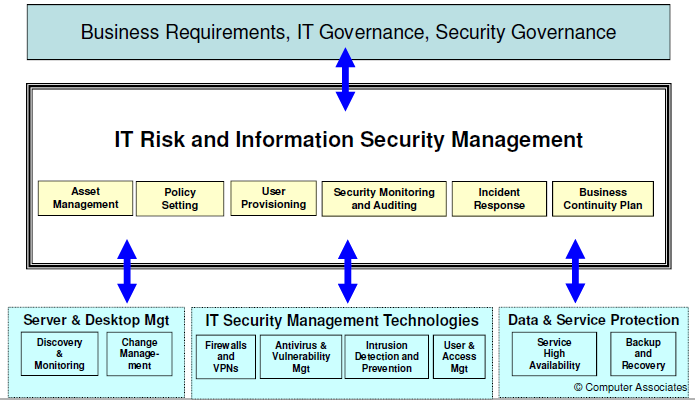 Business Requirements, IT Governance, Security Governance
IT Risk and Information Security Management
Asset
Management
Policy
Setting
User
Provisioning
Security Monitoring
and Auditing
Incident
Response
Business
Continuity Plan
Server & Desktop Mgt
Discovery
&
Monitoring
Change
Manage-
ment
IT Security Management Technologies
Firewalls
and
VPNs
Antivirus &
Vulnerability
Mgt
Intrusion
Detection and
Prevention
User &
Access
Mgt
Data & Service Protection
Service
High
Availability
Backup
and
Recovery
© Computer Associates